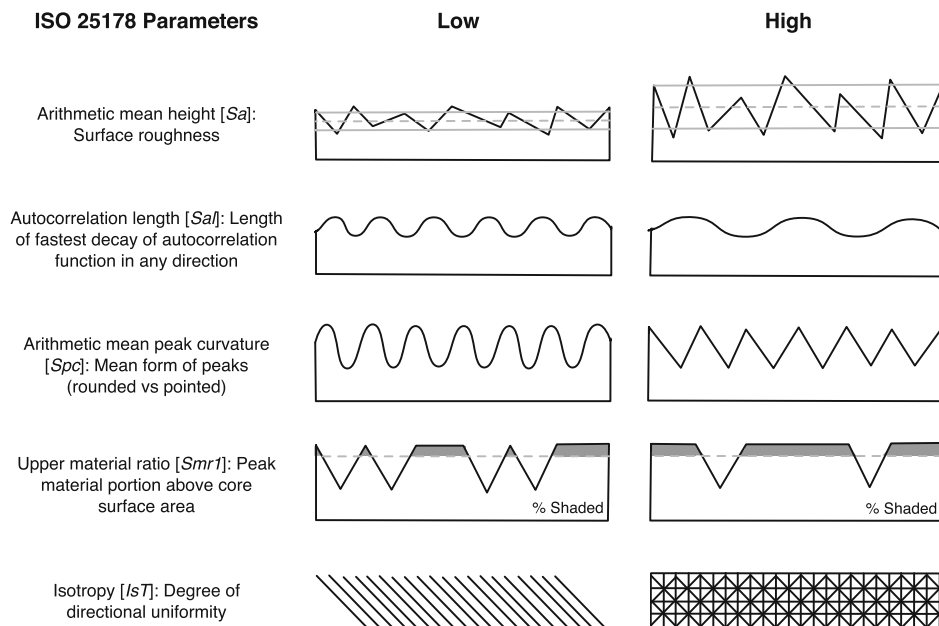 ISO 25178 Parameters
Low
High
Arithmetic mean height [Sa]:
Surface roughness
Autocorrelation length [Sal]: Length
of fastest decay of autocorrelation
function in any direction
Arithmetic mean peak curvature
[Spc]: Mean form of peaks
(rounded vs pointed)
Upper material ratio [Smr1]: Peak
material portion above core
surface area
% Shaded
% Shaded
Isotropy [IsT]: Degree of
directional uniformity